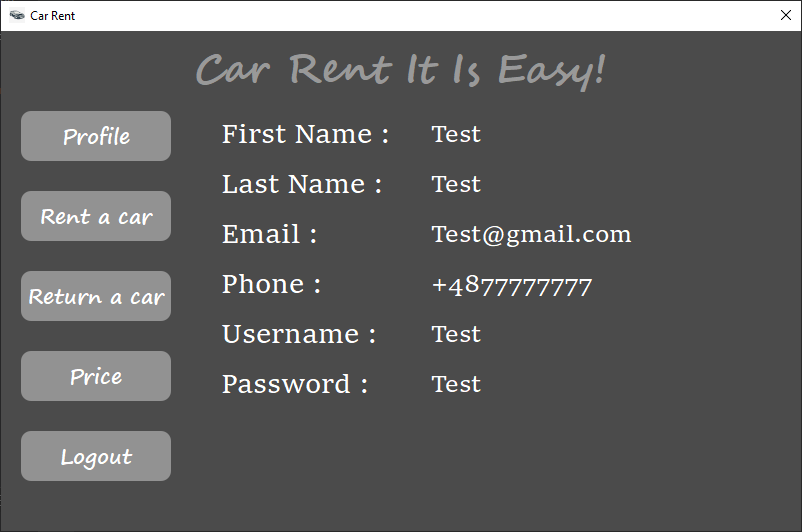 Car Rent
Car Rent It Is Easy!
Profile
Rent a car
Return a car
Price
Logout
First Name : Test
Last Name : Test
Email : Test@gmail.com
Phone : +4877777777
Username : Test
Password : Test